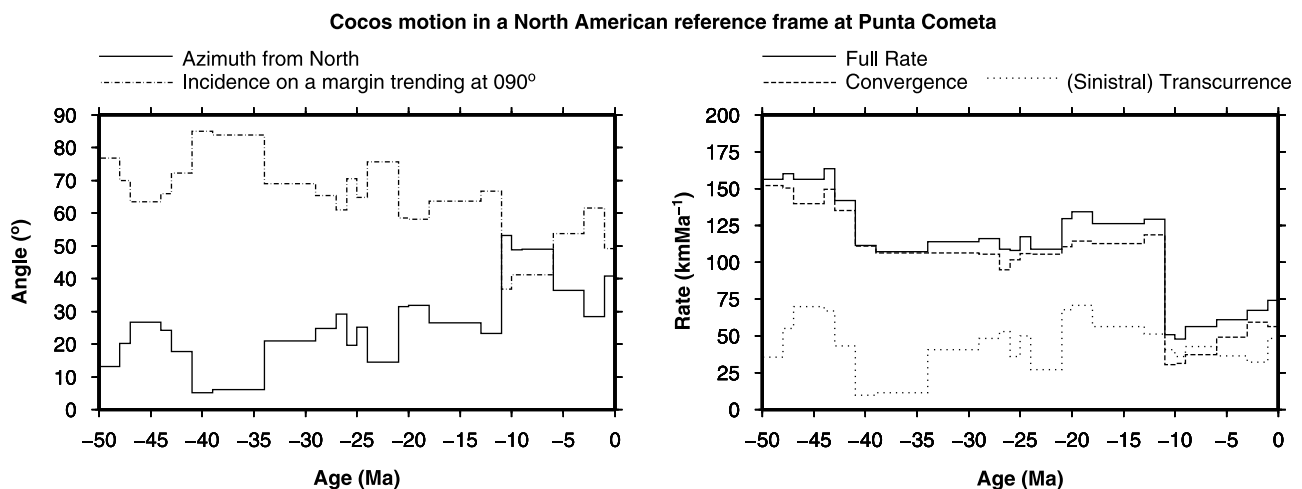 Cocos motion in a North American reference frame at Punta Cometa
Azimuth from North
Incidence on a margin trending at 090º
Angle (º)
90
80
70
60
50
40
30
20
10
0
−50 −45 −40 −35 −30 −25 −20 −15 −10 −5 0
Age (Ma)
Full Rate
Convergence
(Sinistral) Transcurrence
Rate (kmMa⁻¹)
200
175
150
125
100
75
50
25
0
−50 −45 −40 −35 −30 −25 −20 −15 −10 −5 0
Age (Ma)